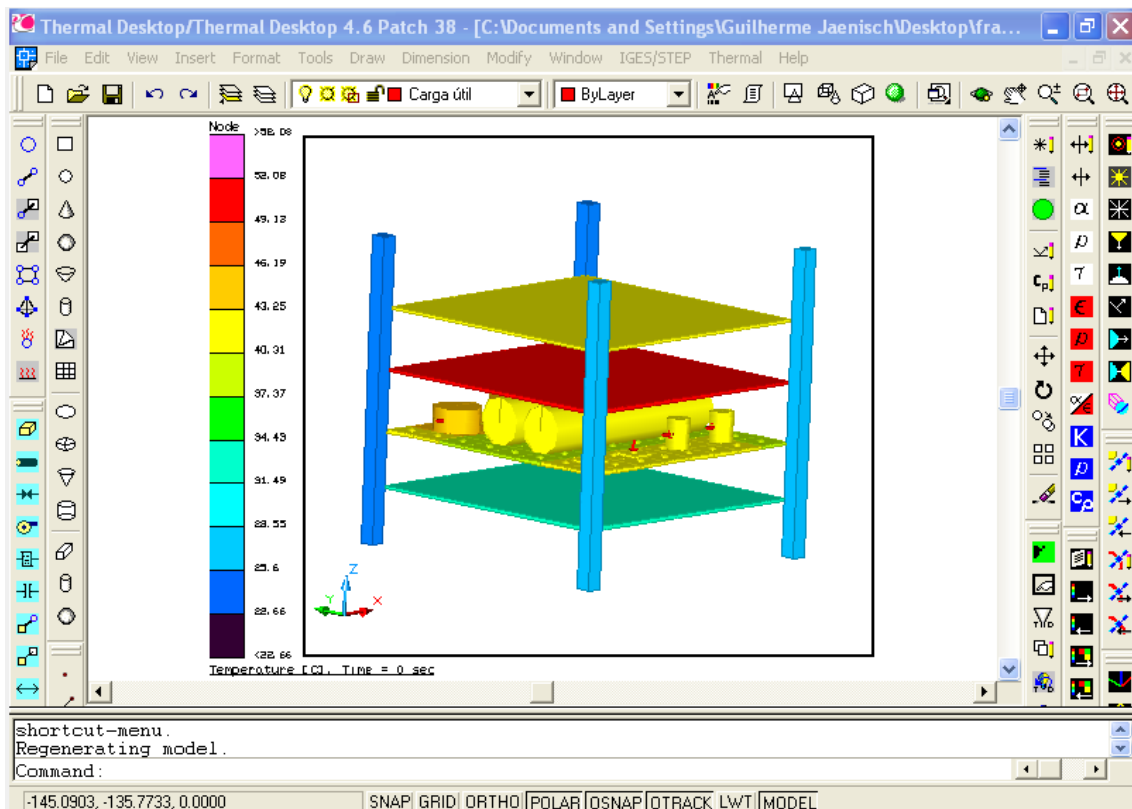 Thermal Desktop/Thermal Desktop 4.6 Patch 38 - [C:\Documents and Settings\Guilherme Jaenisch\Desktop\fra...
File Edit View Insert Format Tools Draw Dimension Modify Window IGES/STEP Thermal Help
Carga útil ByLayer
Node >52.08
52.08
49.13
46.19
43.25
40.31
37.37
34.43
31.49
28.55
25.6
22.66
<22.66
Z
Y X
Temperature [C], Time = 0 sec
shortcut-menu.
Regenerating model.
Command:
-145.0903, -135.7733, 0.0000 SNAP GRID ORTHO POLAR OSNAP OTRACK LWT MODEL